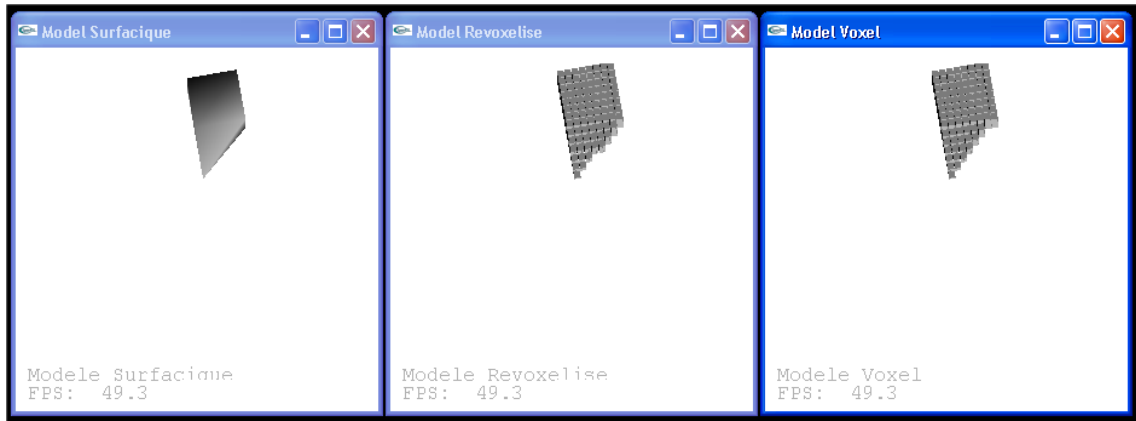 Model Surfacique
Model Revoxelise
Model Voxel
Modele Surfacique
FPS: 49.3
Modele Revoxelise
FPS: 49.3
Modele Voxel
FPS: 49.3